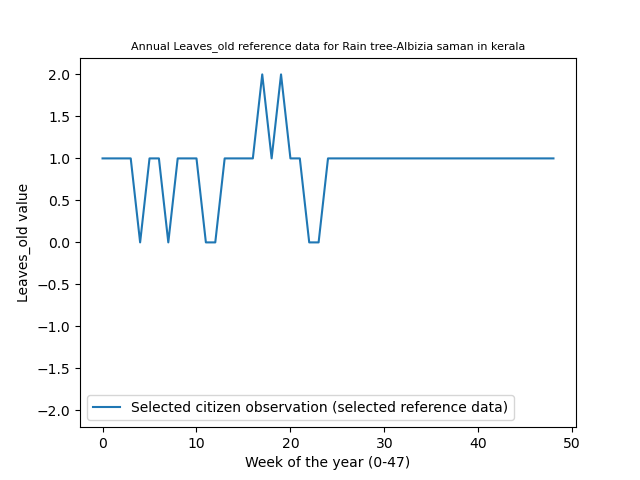 Annual Leaves_old reference data for Rain tree-Albizia saman in kerala
2.0
1.5
1.0
0.5
0.0
−0.5
−1.0
−1.5
−2.0
Leaves_old value
Selected citizen observation (selected reference data)
0 10 20 30 40 50
Week of the year (0-47)